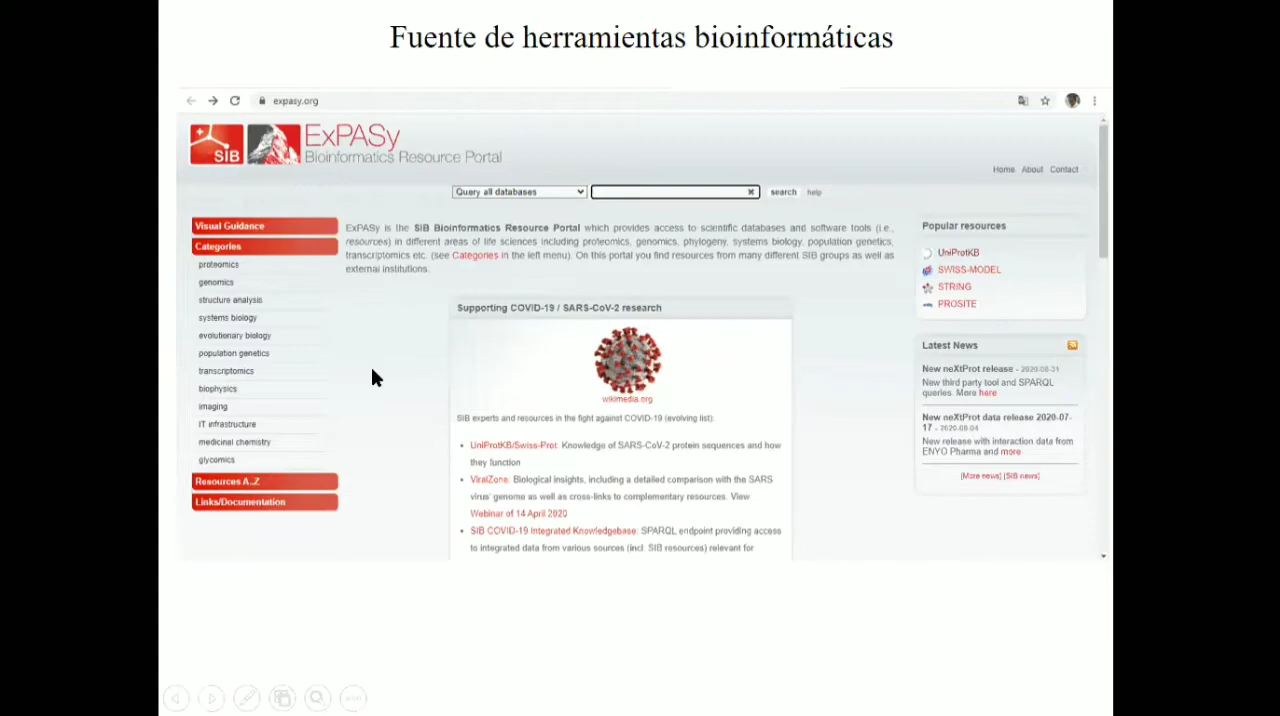 Fuente de herramientas bioinformáticas
expasy.org
SIB
ExPASy
Bioinformatics Resource Portal
Home About Contact
Query all databases
search help
Visual Guidance
Categories
proteomics
genomics
structure analysis
systems biology
evolutionary biology
population genetics
transcriptomics
biophysics
imaging
IT infrastructure
medicinal chemistry
glycomics
Resources A..Z
Links/Documentation
ExPASy is the SIB Bioinformatics Resource Portal which provides access to scientific databases and software tools (i.e.,
resources) in different areas of life sciences including proteomics, genomics, phylogeny, systems biology, population genetics,
transcriptomics etc. (see Categories in the left menu). On this portal you find resources from many different SIB groups as well as
external institutions.
Supporting COVID-19 / SARS-CoV-2 research
wikimedia.org
SIB experts and resources in the fight against COVID-19 (evolving list):
• UniProtKB/Swiss-Prot: Knowledge of SARS-CoV-2 protein sequences and how
they function
• ViralZone: Biological insights, including a detailed comparison with the SARS
virus' genome as well as cross-links to complementary resources. View
Webinar of 14 April 2020
• SIB COVID-19 Integrated Knowledgebase: SPARQL endpoint providing access
to integrated data from various sources (incl. SIB resources) relevant for
Popular resources
UniProtKB
SWISS-MODEL
STRING
PROSITE
Latest News
New neXtProt release - 2020-08-31
New third party tool and SPARQL
queries. More here
New neXtProt data release 2020-07-
17 - 2020-08-04
New release with interaction data from
ENYO Pharma and more
[More news] [SIB news]